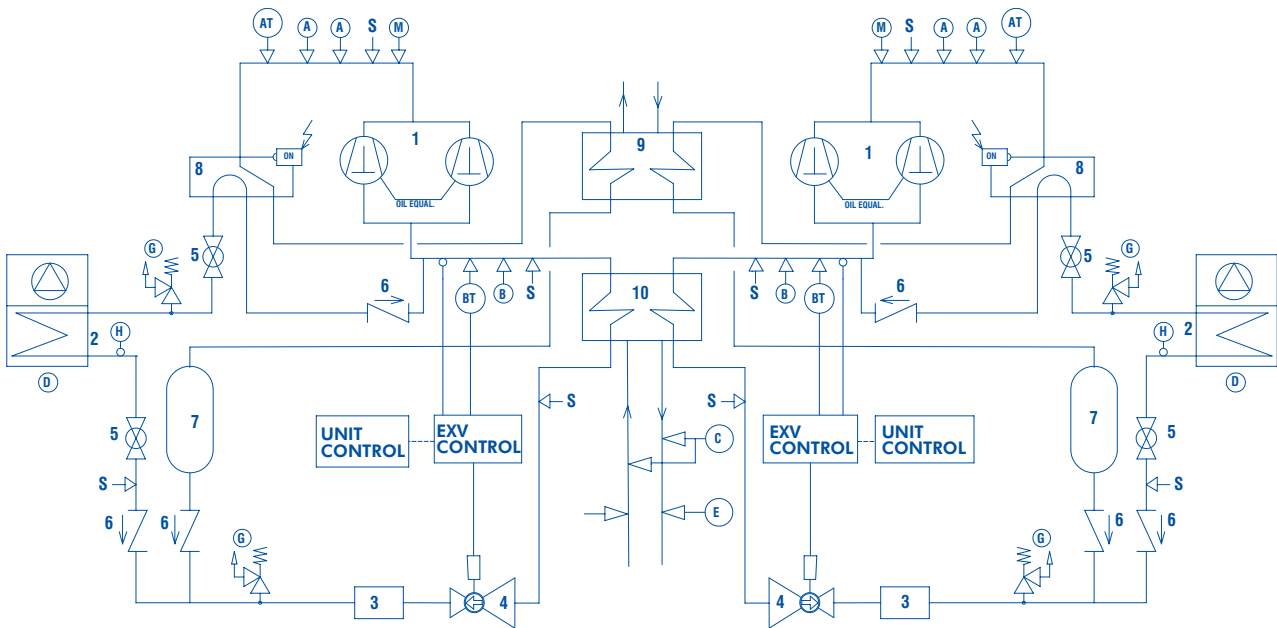 AT A A S M
M S A A AT
1
9
1
ON
ON
8
8
OIL EQUAL.
OIL EQUAL.
G
5
5
G
6
S
B
BT
10
S
B
BT
6
2
H
D
2
H
D
7
5
S
6
6
S
S
7
5
S
6
6
UNIT
CONTROL
EXV
CONTROL
EXV
CONTROL
UNIT
CONTROL
C
E
G
3
4
4
3
G